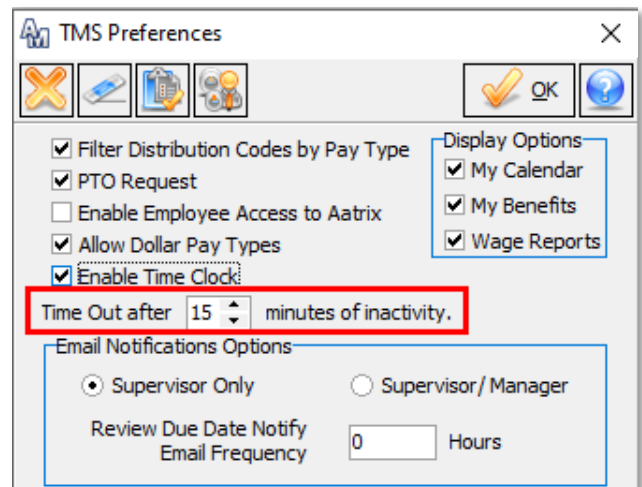 AM TMS Preferences
OK
Filter Distribution Codes by Pay Type
PTO Request
Enable Employee Access to Aatrix
Allow Dollar Pay Types
Enable Time Clock
Display Options
My Calendar
My Benefits
Wage Reports
Time Out after 15 minutes of inactivity.
Email Notifications Options
Supervisor Only
Supervisor/Manager
Review Due Date Notify
Email Frequency
0 Hours